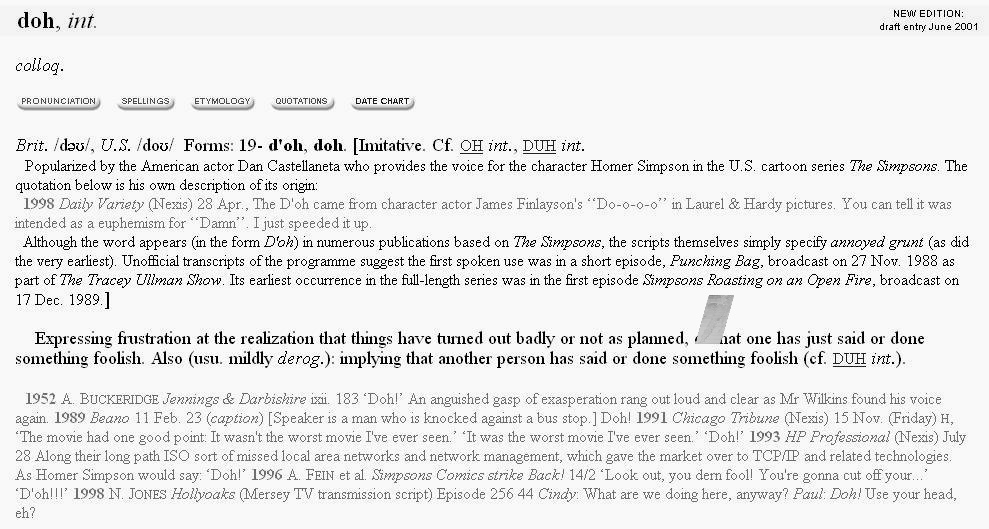 doh, int.
NEW EDITION:
draft entry June 2001
colloq.
PRONUNCIATION SPELLINGS ETYMOLOGY QUOTATIONS DATE CHART
Brit. /dəʊ/, U.S. /doʊ/ Forms: 19- d'oh, doh. [Imitative. Cf. OH int., DUH int.
Popularized by the American actor Dan Castellaneta who provides the voice for the character Homer Simpson in the U.S. cartoon series The Simpsons. The
quotation below is his own description of its origin:
1998 Daily Variety (Nexis) 28 Apr., The D'oh came from character actor James Finlayson's ‘‘Do-o-o-o’’ in Laurel & Hardy pictures. You can tell it was
intended as a euphemism for ‘‘Damn’’. I just speeded it up.
Although the word appears (in the form D'oh) in numerous publications based on The Simpsons, the scripts themselves simply specify annoyed grunt (as did
the very earliest). Unofficial transcripts of the programme suggest the first spoken use was in a short episode, Punching Bag, broadcast on 27 Nov. 1988 as
part of The Tracey Ullman Show. Its earliest occurrence in the full-length series was in the first episode Simpsons Roasting on an Open Fire, broadcast on
17 Dec. 1989.]
Expressing frustration at the realization that things have turned out badly or not as planned, one has just said or done
something foolish. Also (usu. mildly derog.): implying that another person has said or done something foolish (cf. DUH int.).
1952 A. BUCKERIDGE Jennings & Darbishire ixii. 183 ‘Doh!’ An anguished gasp of exasperation rang out loud and clear as Mr Wilkins found his voice
again. 1989 Beano 11 Feb. 23 (caption) [Speaker is a man who is knocked against a bus stop.] Doh! 1991 Chicago Tribune (Nexis) 15 Nov. (Friday) H,
‘The movie had one good point: It wasn't the worst movie I've ever seen.’ ‘It was the worst movie I've ever seen.’ ‘Doh!’ 1993 HP Professional (Nexis) July
28 Along their long path ISO sort of missed local area networks and network management, which gave the market over to TCP/IP and related technologies.
As Homer Simpson would say: ‘Doh!’ 1996 A. FEIN et al. Simpsons Comics strike Back! 14/2 ‘Look out, you dern fool! You're gonna cut off your...’
‘D'oh!!!’ 1998 N. JONES Hollyoaks (Mersey TV transmission script) Episode 256 44 Cindy: What are we doing here, anyway? Paul: Doh! Use your head,
eh?